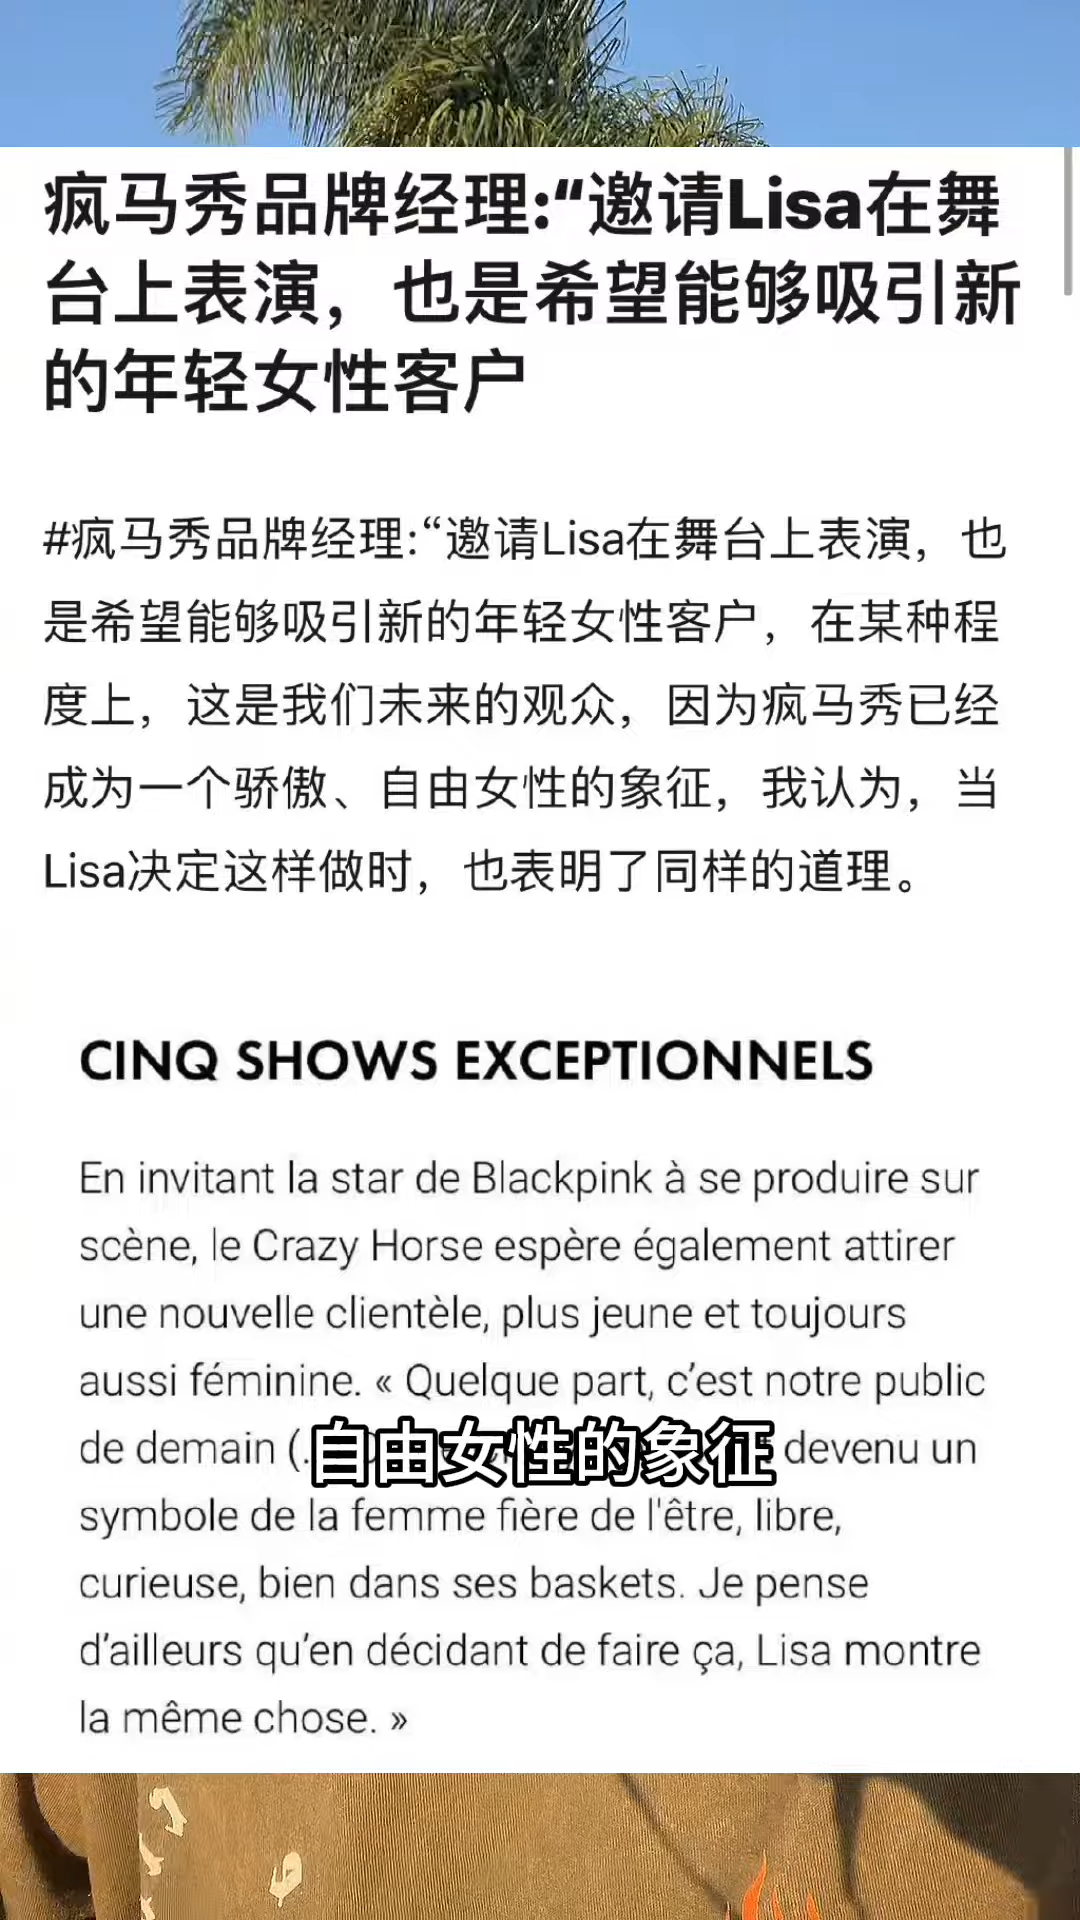 疯马秀品牌经理:“邀请Lisa在舞
台上表演，也是希望能够吸引新
的年轻女性客户
#疯马秀品牌经理:“邀请Lisa在舞台上表演，也
是希望能够吸引新的年轻女性客户，在某种程
度上，这是我们未来的观众，因为疯马秀已经
成为一个骄傲、自由女性的象征，我认为，当
Lisa决定这样做时，也表明了同样的道理。
CINQ SHOWS EXCEPTIONNELS
En invitant la star de Blackpink à se produire sur
scène, le Crazy Horse espère également attirer
une nouvelle clientèle, plus jeune et toujours
aussi féminine. « Quelque part, c’est notre public
de demain (. devenu un
自由女性的象征
symbole de la femme fière de l'être, libre,
curieuse, bien dans ses baskets. Je pense
d’ailleurs qu’en décidant de faire ça, Lisa montre
la même chose. »